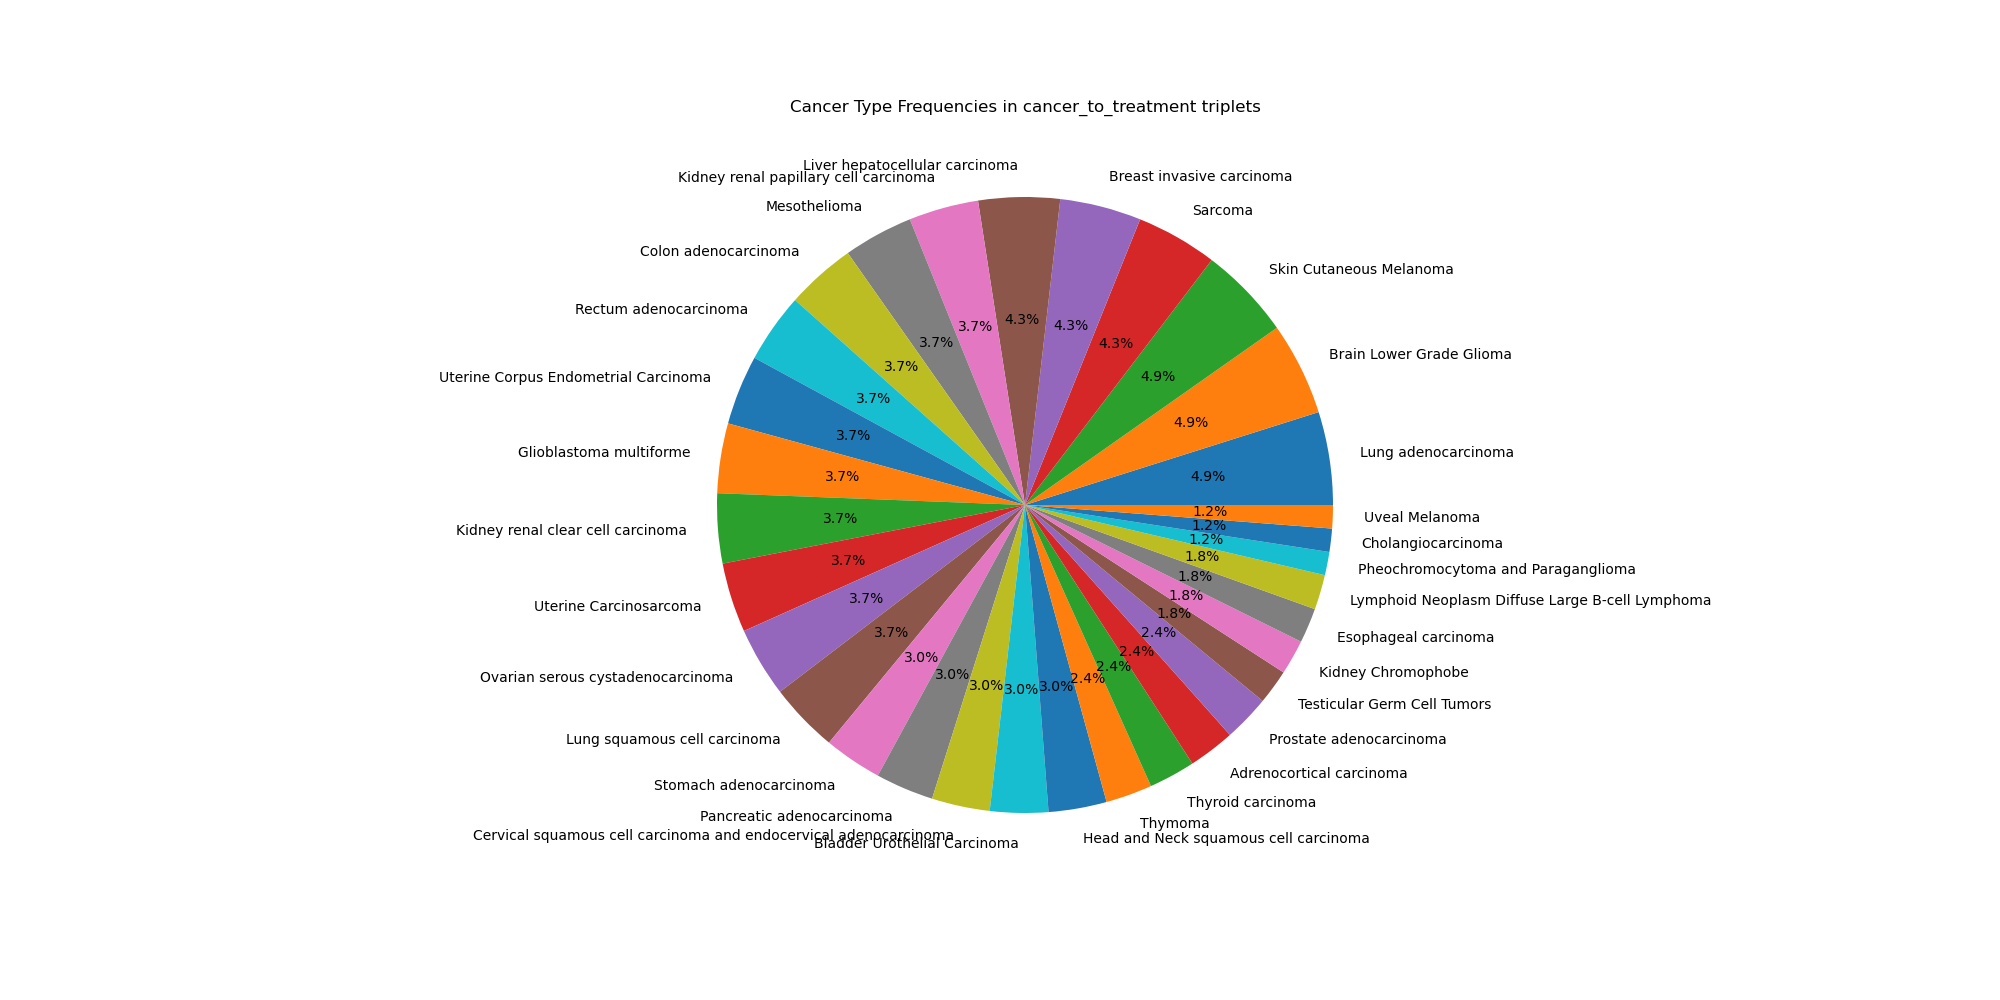 Cancer Type Frequencies in cancer_to_treatment triplets
Liver hepatocellular carcinoma
Kidney renal papillary cell carcinoma
Breast invasive carcinoma
Mesothelioma
Sarcoma
Colon adenocarcinoma
Skin Cutaneous Melanoma
Rectum adenocarcinoma
Brain Lower Grade Glioma
Uterine Corpus Endometrial Carcinoma
Glioblastoma multiforme
Lung adenocarcinoma
Kidney renal clear cell carcinoma
Uveal Melanoma
Cholangiocarcinoma
Pheochromocytoma and Paraganglioma
Uterine Carcinosarcoma
Lymphoid Neoplasm Diffuse Large B-cell Lymphoma
Esophageal carcinoma
Ovarian serous cystadenocarcinoma
Kidney Chromophobe
Testicular Germ Cell Tumors
Lung squamous cell carcinoma
Prostate adenocarcinoma
Adrenocortical carcinoma
Stomach adenocarcinoma
Thyroid carcinoma
Pancreatic adenocarcinoma
Thymoma
Cervical squamous cell carcinoma and endocervical adenocarcinoma
Head and Neck squamous cell carcinoma
Bladder Urothelial Carcinoma
4.9%
4.9%
4.9%
4.3%
4.3%
4.3%
3.7%
3.7%
3.7%
3.7%
3.7%
3.7%
3.7%
3.7%
3.7%
3.7%
3.0%
3.0%
3.0%
3.0%
3.0%
2.4%
2.4%
2.4%
2.4%
1.8%
1.8%
1.8%
1.8%
1.2%
1.2%
1.2%